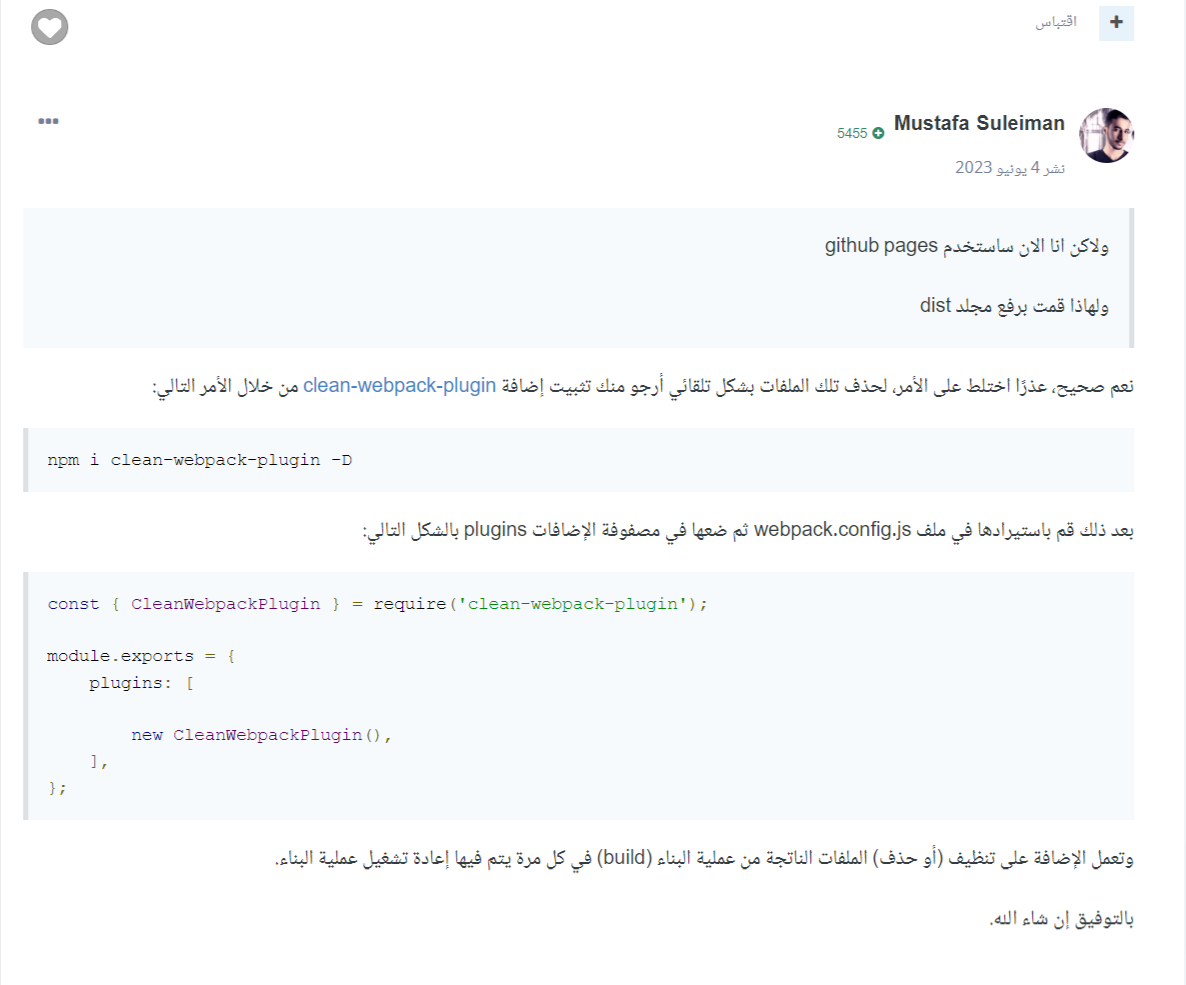 اقتباس +
Mustafa Suleiman 5455
نشر 4 يونيو 2023
ولاكن انا الان ساستخدم github pages
ولهاذا قمت برفع مجلد dist
نعم صحيح، عذرًا اختلط على الأمر، لحذف تلك الملفات بشكل تلقائي أرجو منك تثبيت إضافة clean-webpack-plugin من خلال الأمر التالي:
npm i clean-webpack-plugin -D
بعد ذلك قم باستيرادها في ملف webpack.config.js ثم ضعها في مصفوفة الإضافات plugins بالشكل التالي:
const { CleanWebpackPlugin } = require('clean-webpack-plugin');
module.exports = {
    plugins: [
        new CleanWebpackPlugin(),
    ],
};
وتعمل الإضافة على تنظيف (أو حذف) الملفات الناتجة من عملية البناء (build) في كل مرة يتم فيها إعادة تشغيل عملية البناء.
بالتوفيق إن شاء الله.